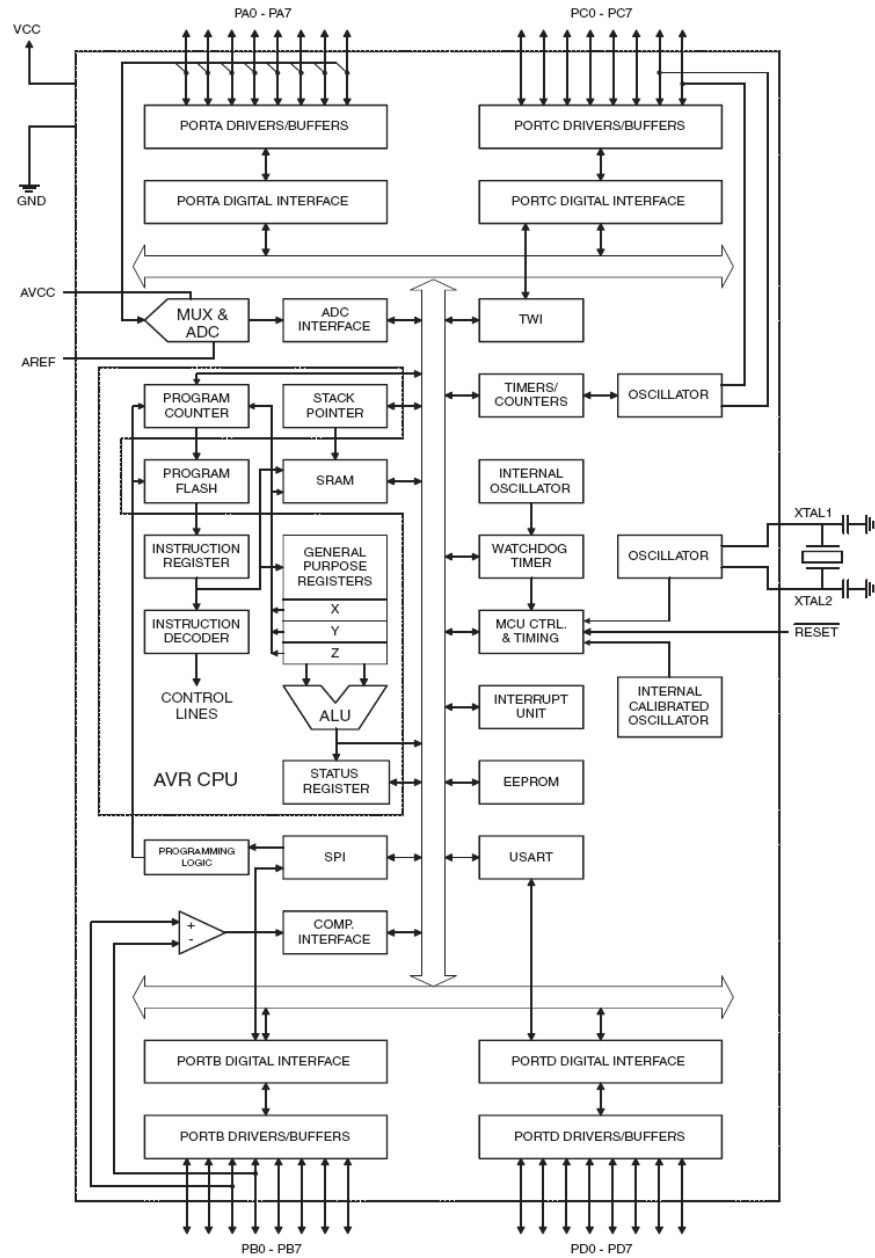 PA0 - PA7
PC0 - PC7
VCC
GND
PORTA DRIVERS/BUFFERS
PORTC DRIVERS/BUFFERS
PORTA DIGITAL INTERFACE
PORTC DIGITAL INTERFACE
AVCC
AREF
MUX &
ADC
ADC
INTERFACE
TWI
PROGRAM
COUNTER
STACK
POINTER
TIMERS/
COUNTERS
OSCILLATOR
PROGRAM
FLASH
SRAM
INTERNAL
OSCILLATOR
XTAL1
INSTRUCTION
REGISTER
GENERAL
PURPOSE
REGISTERS
X
Y
Z
WATCHDOG
TIMER
OSCILLATOR
XTAL2
INSTRUCTION
DECODER
MCU CTRL.
& TIMING
RESET
CONTROL
LINES
ALU
INTERRUPT
UNIT
INTERNAL
CALIBRATED
OSCILLATOR
AVR CPU
STATUS
REGISTER
EEPROM
PROGRAMMING
LOGIC
SPI
USART
+
-
COMP.
INTERFACE
PORTB DIGITAL INTERFACE
PORTD DIGITAL INTERFACE
PORTB DRIVERS/BUFFERS
PORTD DRIVERS/BUFFERS
PB0 - PB7
PD0 - PD7